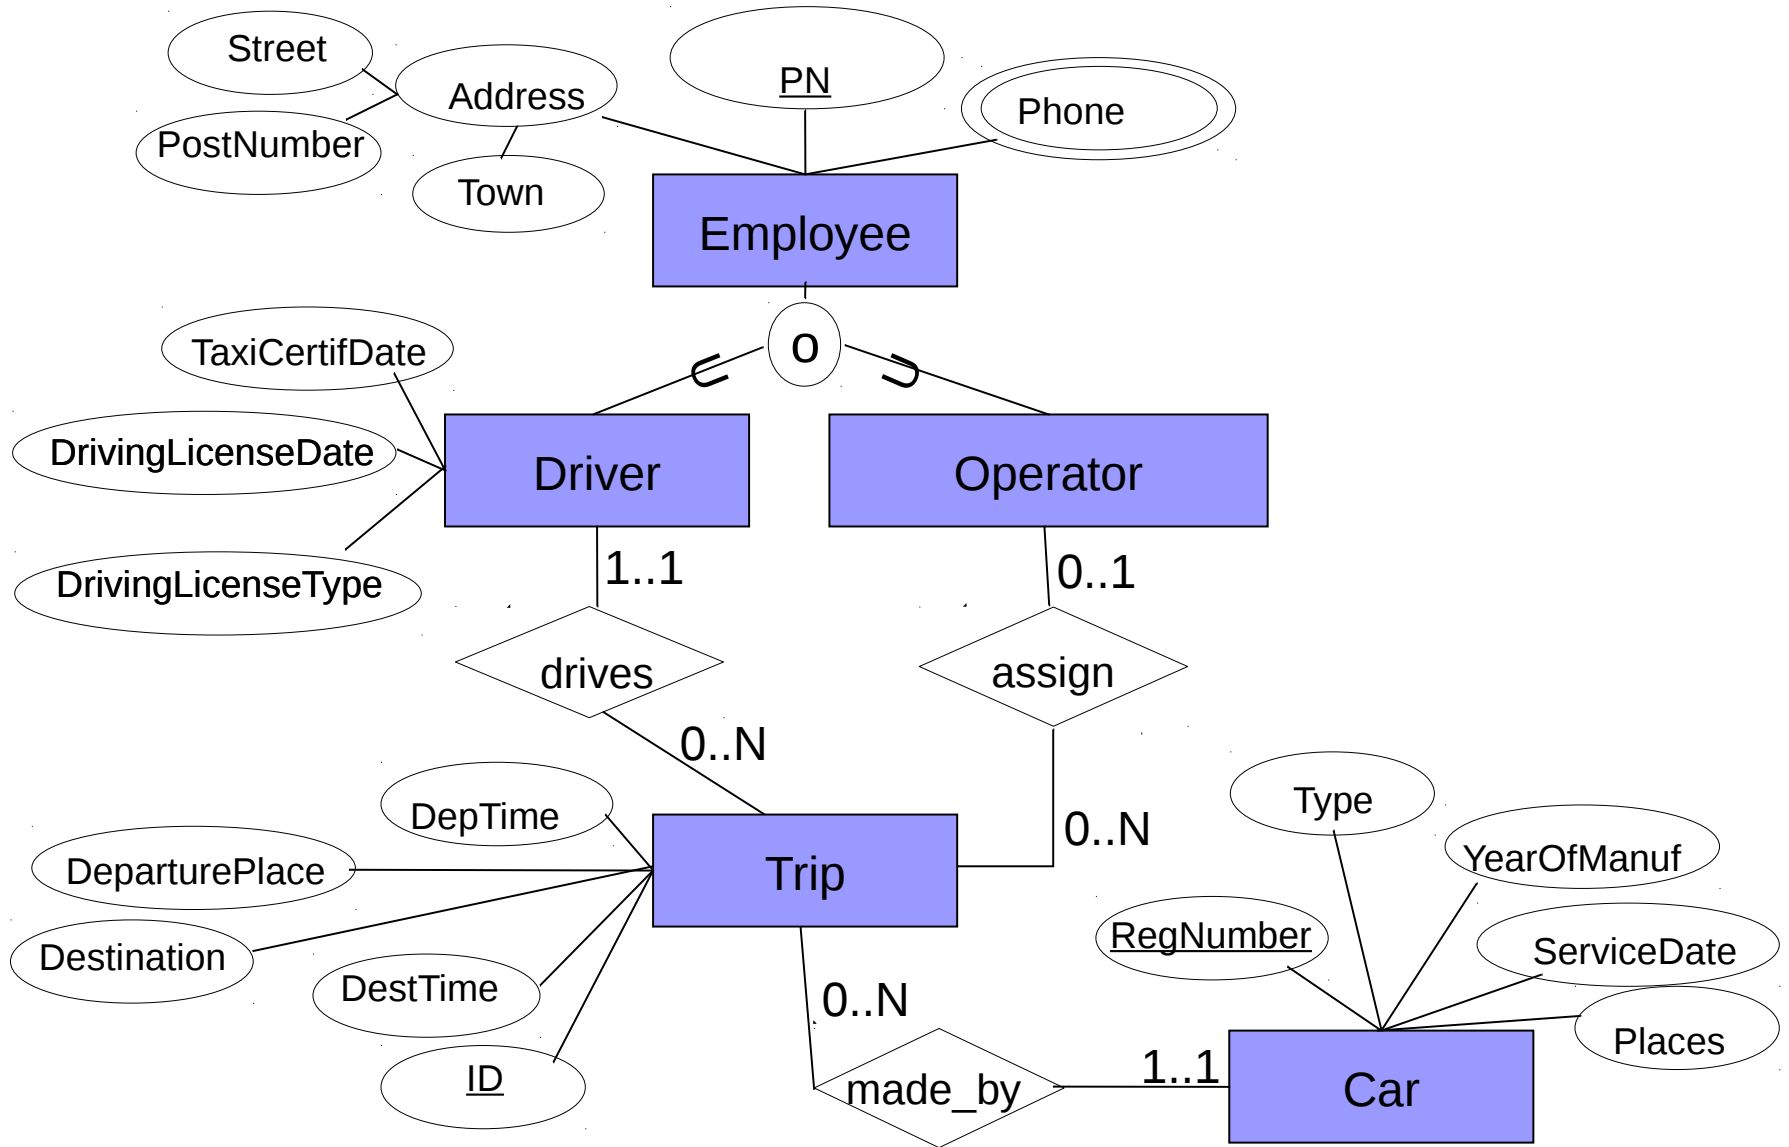 Street
Address
PN
Phone
PostNumber
Town
Employee
TaxiCertifDate
o
DrivingLicenseDate
Driver
Operator
DrivingLicenseType
1..1
0..1
drives
assign
0..N
DepTime
Type
0..N
YearOfManuf
DeparturePlace
Trip
RegNumber
Destination
ServiceDate
DestTime
0..N
Places
ID
made_by
1..1
Car